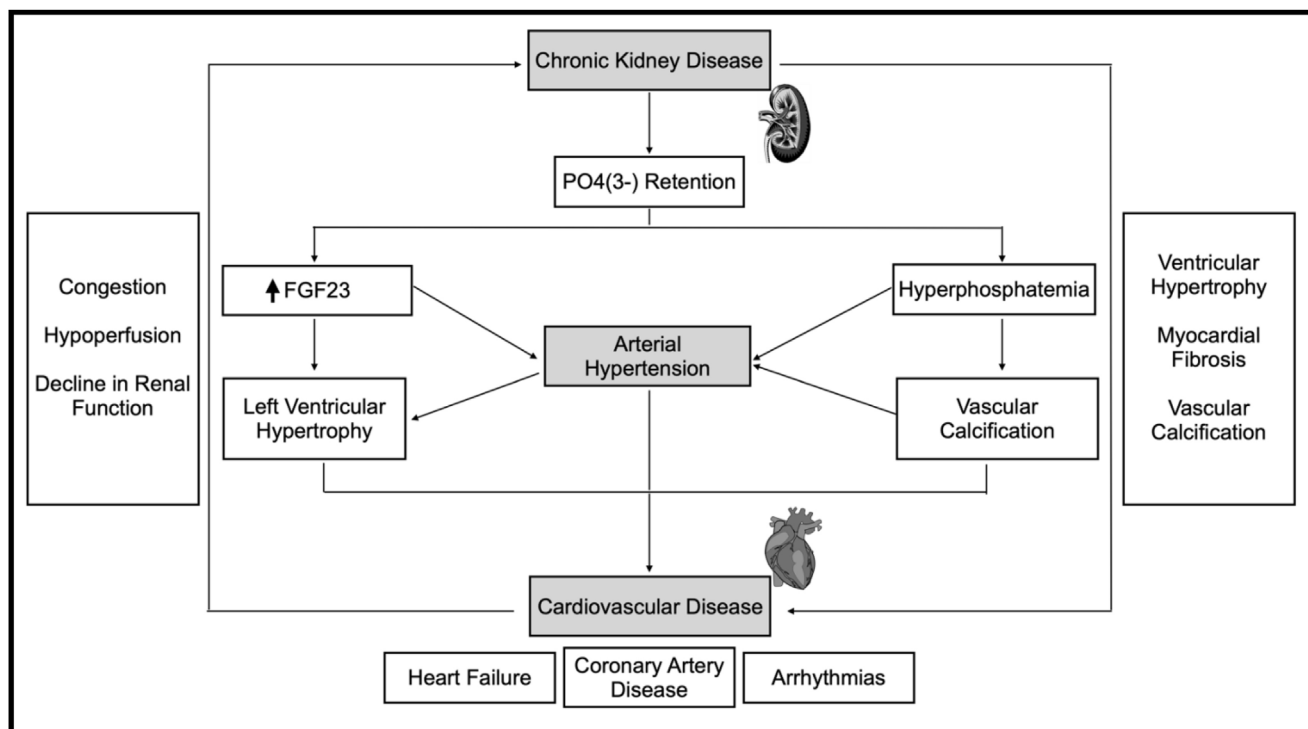 Chronic Kidney Disease
PO4(3-) Retention
Congestion
Hypoperfusion
Decline in Renal
Function
FGF23
Hyperphosphatemia
Ventricular
Hypertrophy
Myocardial
Fibrosis
Vascular
Calcification
Arterial
Hypertension
Left Ventricular
Hypertrophy
Vascular
Calcification
Cardiovascular Disease
Heart Failure
Coronary Artery
Disease
Arrhythmias